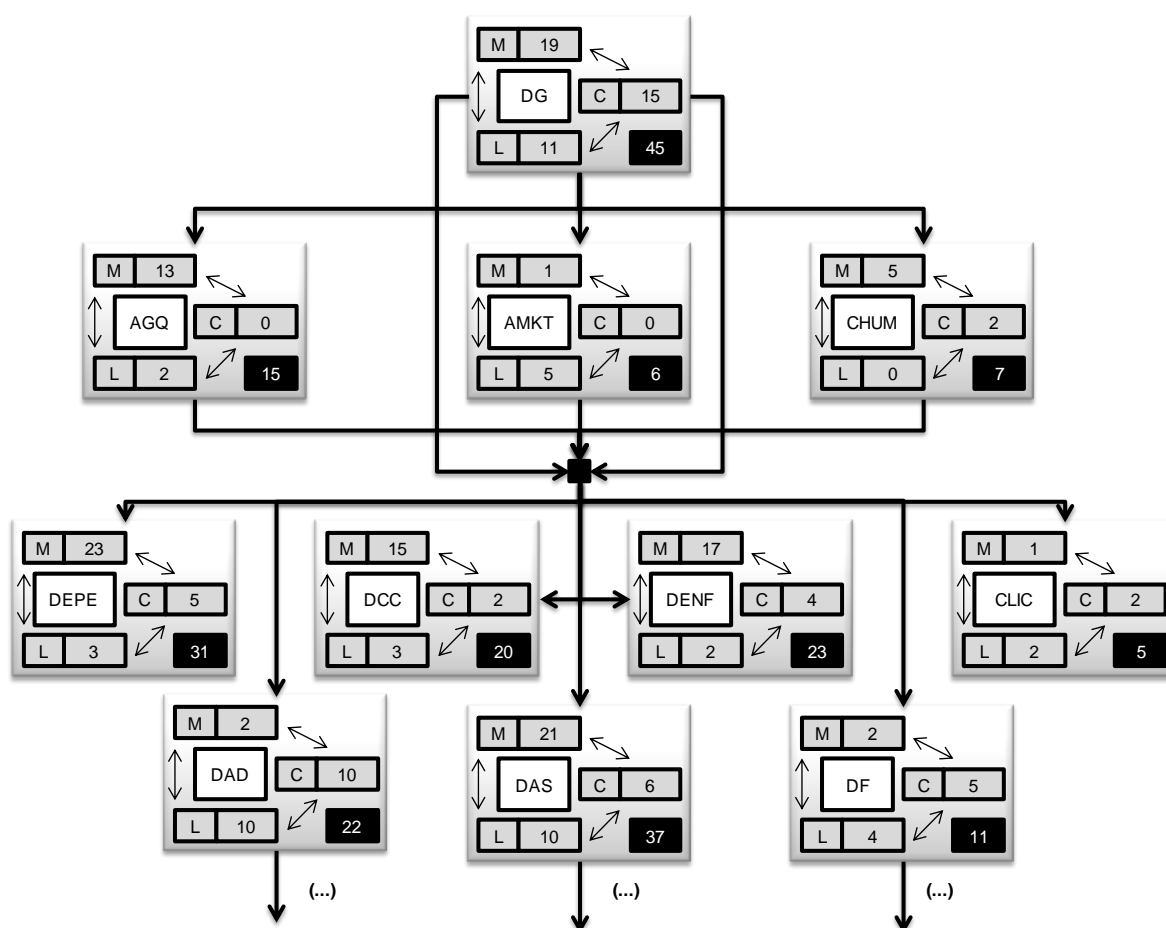 M 19
DG C 15
L 11 45
M 13
AGQ C 0
L 2 15
M 1
AMKT C 0
L 5 6
M 5
CHUM C 2
L 0 7
M 23
DEPE C 5
L 3 31
M 15
DCC C 2
L 3 20
M 17
DENF C 4
L 2 23
M 1
CLIC C 2
L 2 5
M 2
DAD C 10
L 10 22
M 21
DAS C 6
L 10 37
M 2
DF C 5
L 4 11
(...)
(...)
(...)